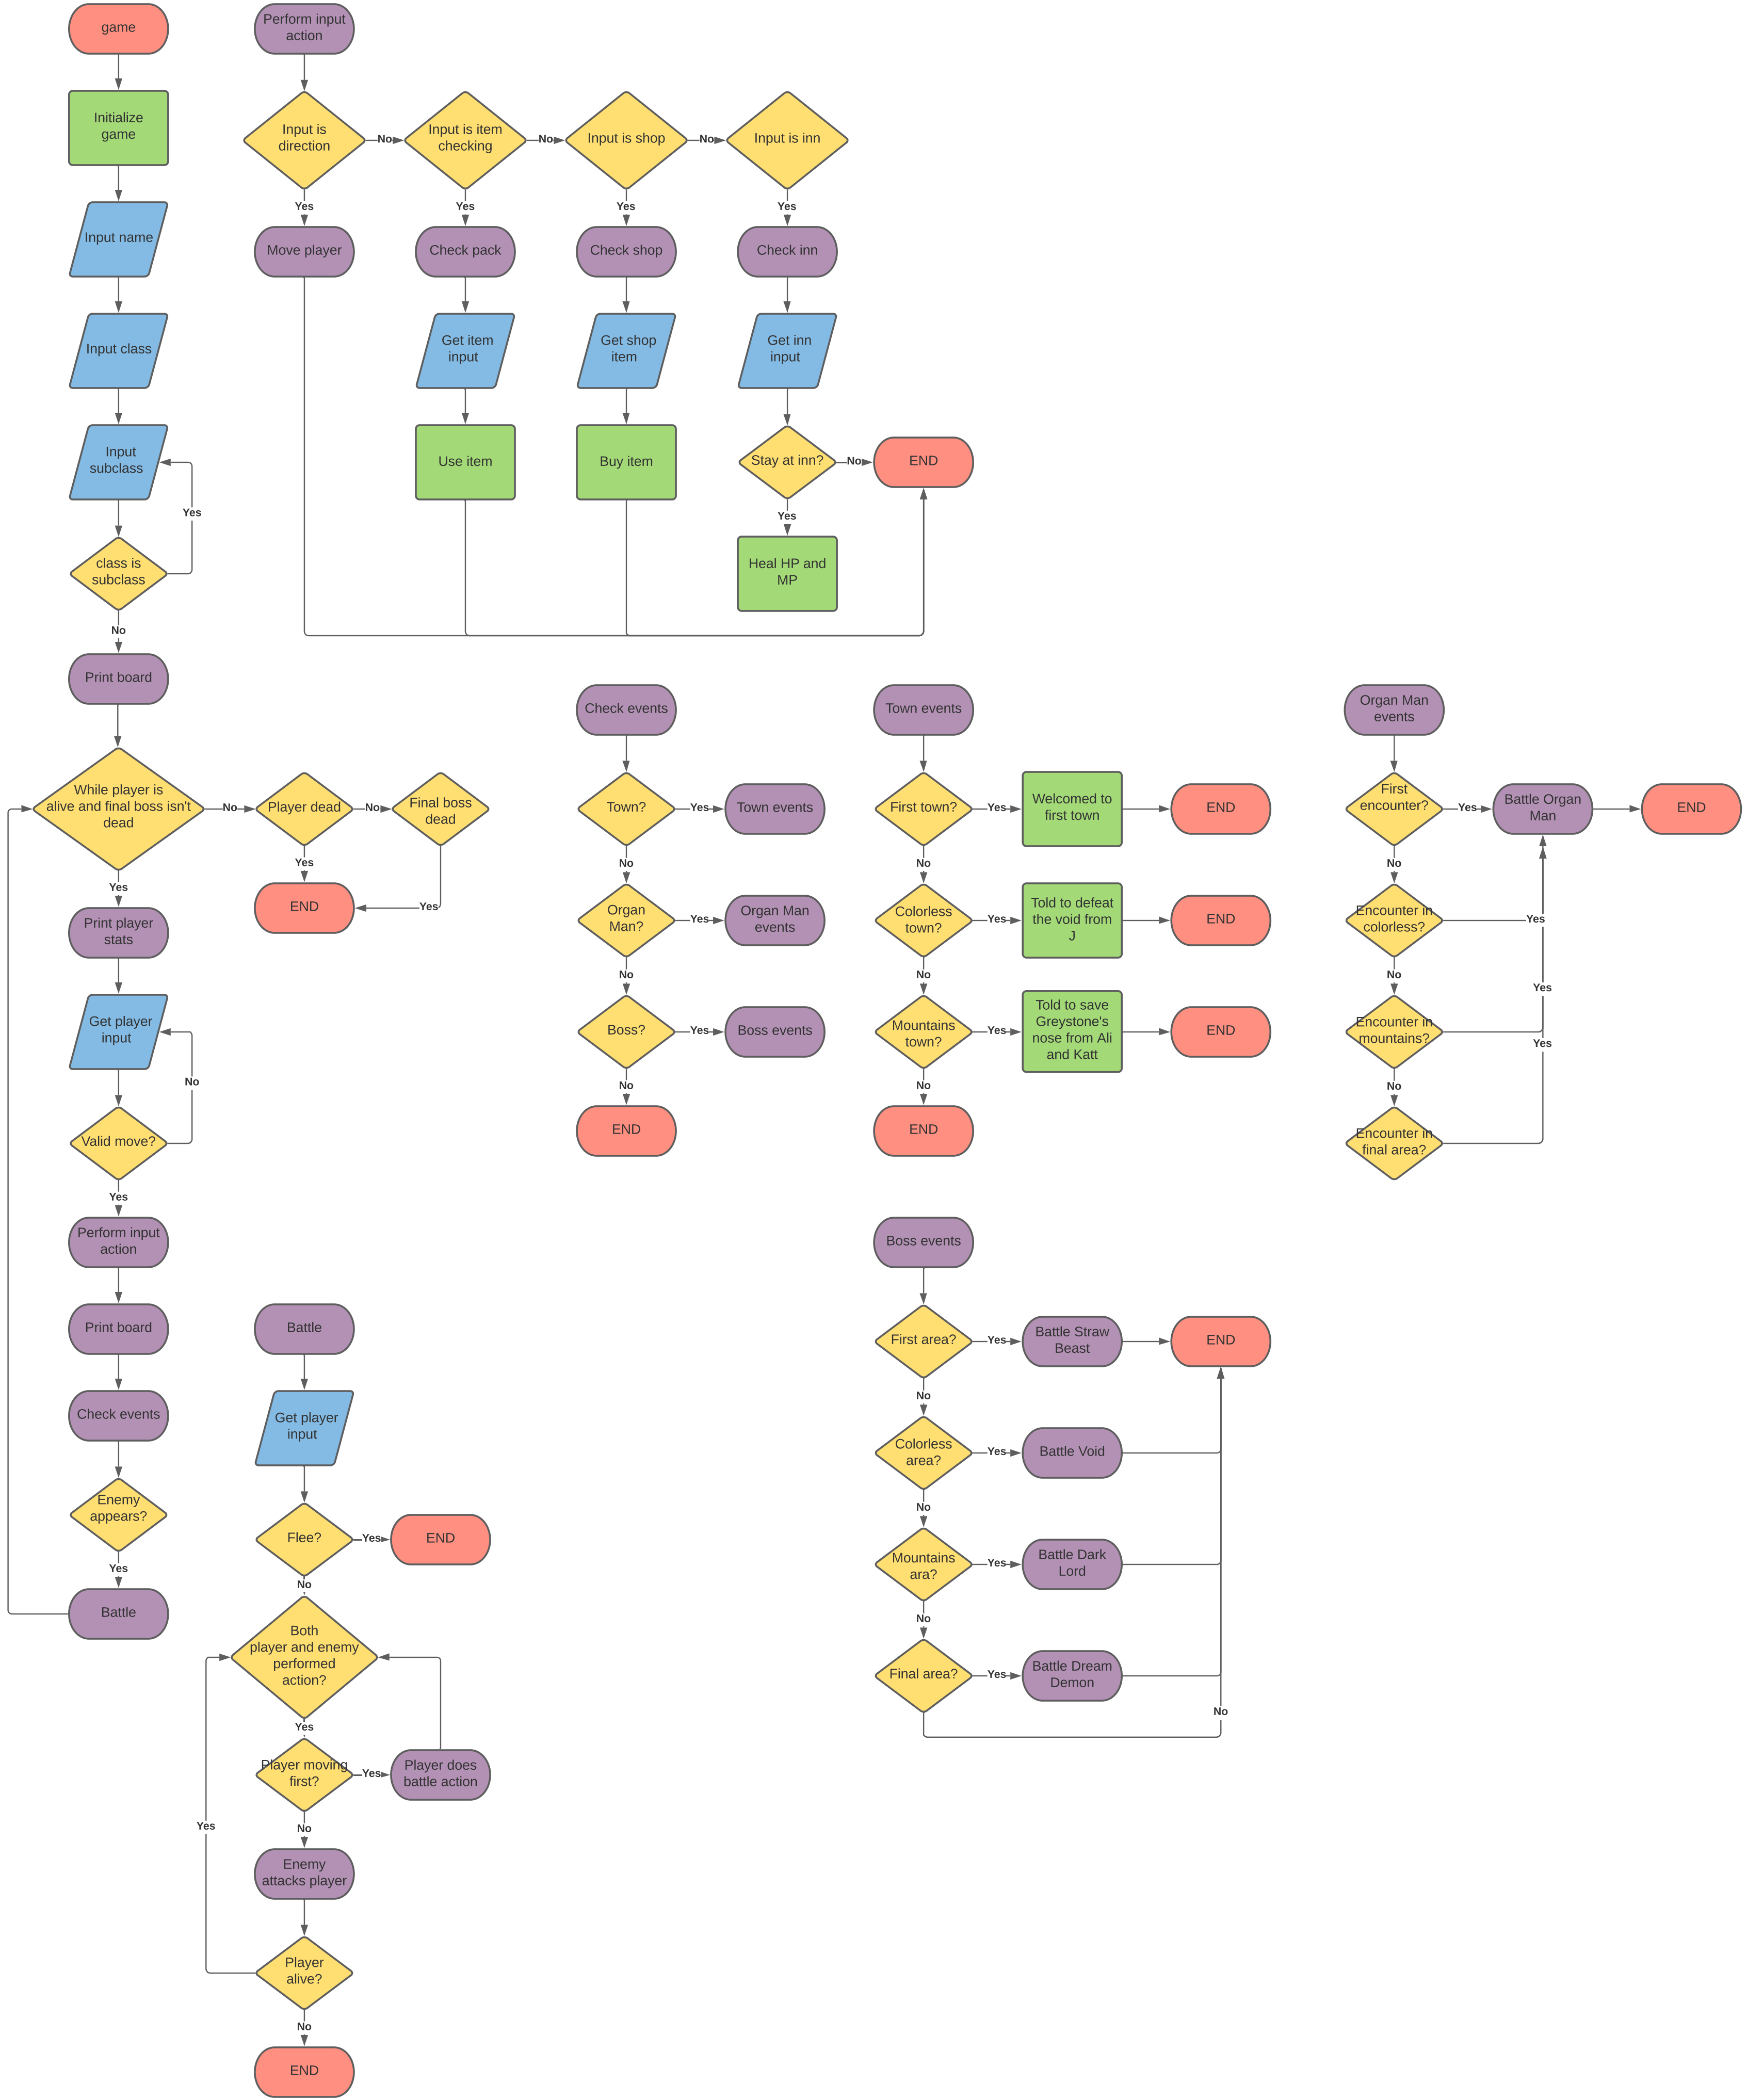 game
Initialize
game
Input name
Input class
Input
subclass
Yes
class is
subclass
No
Print board
While player is
alive and final boss isn't
dead
No
Player dead
No
Final boss
dead
Yes
Yes
END
Yes
Print player
stats
Get player
input
No
Valid move?
Yes
Perform input
action
Print board
Check events
Enemy
appears?
Yes
Battle
Perform input
action
Input is
direction
No
Input is item
checking
No
Input is shop
No
Input is inn
Yes
Yes
Yes
Yes
Move player
Check pack
Check shop
Check inn
Get item
input
Get shop
item
Get inn
input
Use item
Buy item
Stay at inn?
No
END
Yes
Heal HP and
MP
Check events
Town?
Yes
Town events
No
Organ
Man?
Yes
Organ Man
events
No
Boss?
Yes
Boss events
No
END
Town events
First town?
Yes
Welcomed to
first town
END
No
Colorless
town?
Yes
Told to defeat
the void from
J
END
No
Mountains
town?
Yes
Told to save
Greystone's
nose from Ali
and Katt
END
No
END
Organ Man
events
First
encounter?
Yes
Battle Organ
Man
END
No
Encounter in
colorless?
Yes
No
Yes
Encounter in
mountains?
Yes
No
Encounter in
final area?
Battle
Get player
input
Flee?
Yes
END
No
Both
player and enemy
performed
action?
Yes
Player moving
first?
Yes
Player does
battle action
Yes
No
Enemy
attacks player
Player
alive?
No
END
Boss events
First area?
Yes
Battle Straw
Beast
END
No
Colorless
area?
Yes
Battle Void
No
Mountains
ara?
Yes
Battle Dark
Lord
No
Final area?
Yes
Battle Dream
Demon
No